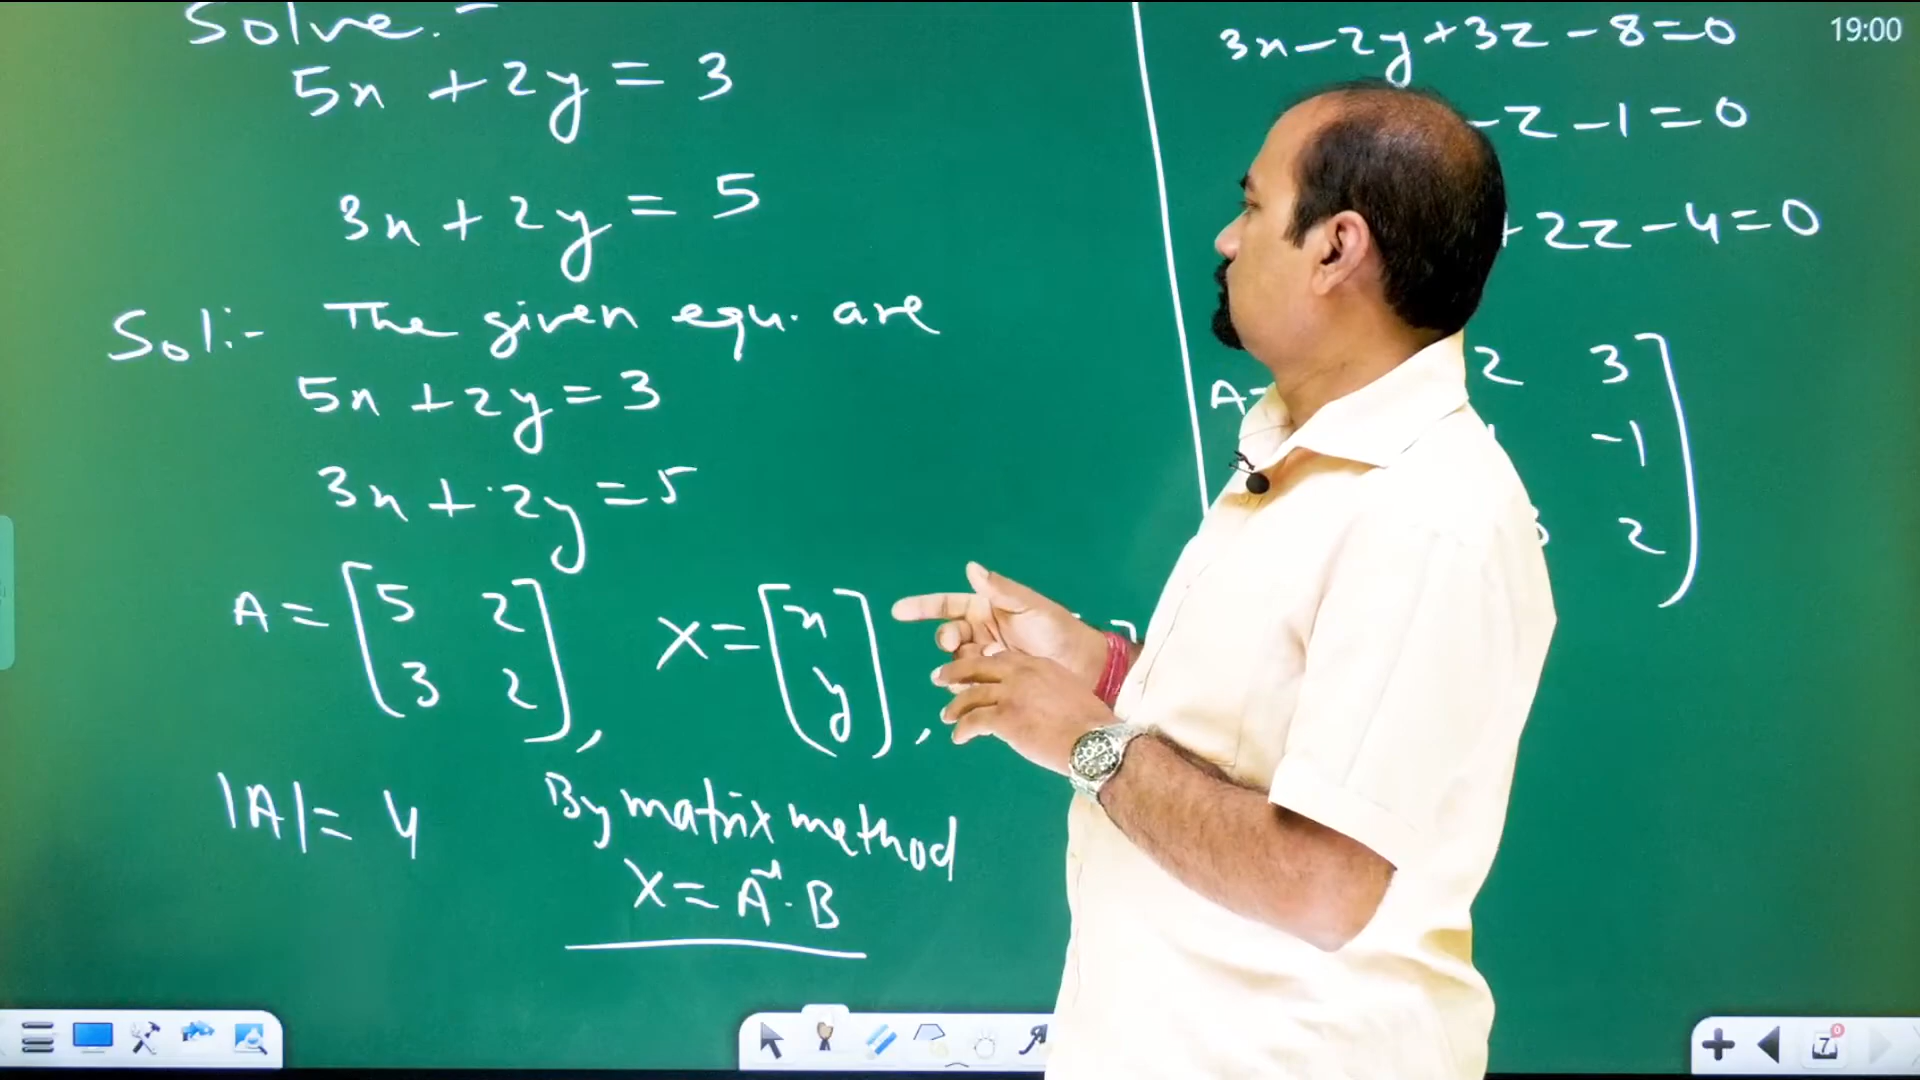 Solve:-
5x + 2y = 3
3x + 2y = 5
Sol:- The given equ. are
5x + 2y = 3
3x + 2y = 5
A = [5 2
3 2], X = [x
y],
|A| = 4 By matrix method
X = A⁻¹ · B
3x - 2y + 3z - 8 = 0
- z - 1 = 0
+ 2z - 4 = 0
A =
2 3
-1
2
19:00
7
0